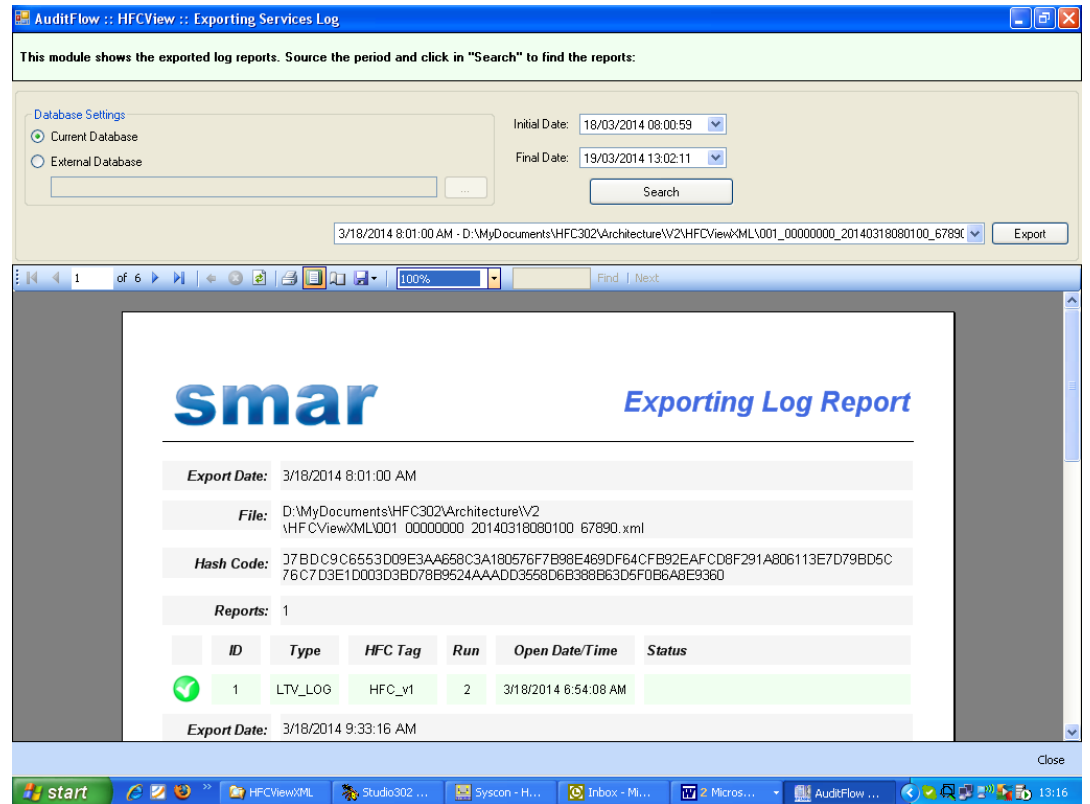 AuditFlow :: HFCView :: Exporting Services Log
This module shows the exported log reports. Source the period and click in "Search" to find the reports:
Database Settings
Current Database
External Database
...
Initial Date: 18/03/2014 08:00:59
Final Date: 19/03/2014 13:02:11
Search
3/18/2014 8:01:00 AM - D:\MyDocuments\HFC302\Architecture\V2\HFCViewXML\001_00000000_20140318080100_6789(
Export
1 of 6 100% Find | Next
smar
Exporting Log Report
Export Date: 3/18/2014 8:01:00 AM
File: D:\MyDocuments\HFC302\Architecture\V2
\HFCViewXML\001_00000000_20140318080100_67890.xml
Hash Code: 07BDC9C6553D09E3AA658C3A180576F7B98E469DF64CFB92EAFCD8F291A806113E7D79BD5C
76C7D3E1D003D3BD78B9524AAADD3558D6B388B63D5F0B6A8E9360
Reports: 1
ID Type HFC Tag Run Open Date/Time Status
1 LTV_LOG HFC_v1 2 3/18/2014 6:54:08 AM
Export Date: 3/18/2014 9:33:16 AM
Close
start HFCViewXML Studio302 ... Syscon - H... Inbox - Mi... 2 Micros... AuditFlow ... 13:16